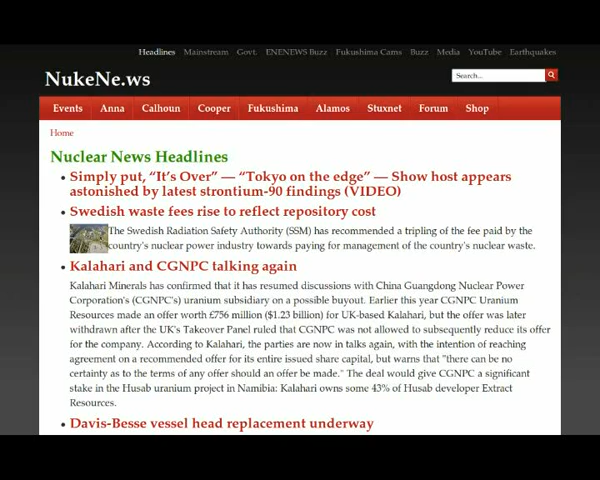 Headlines Mainstream Govt. ENENEWS Buzz Fukushima Cams Buzz Media YouTube Earthquakes
NukeNe.ws
Search...
Events Anna Calhoun Cooper Fukushima Alamos Stuxnet Forum Shop
Home
Nuclear News Headlines
Simply put, “It’s Over” — “Tokyo on the edge” — Show host appears
astonished by latest strontium-90 findings (VIDEO)
Swedish waste fees rise to reflect repository cost
The Swedish Radiation Safety Authority (SSM) has recommended a tripling of the fee paid by the
country's nuclear power industry towards paying for management of the country's nuclear waste.
Kalahari and CGNPC talking again
Kalahari Minerals has confirmed that it has resumed discussions with China Guangdong Nuclear Power
Corporation's (CGNPC's) uranium subsidiary on a possible buyout. Earlier this year CGNPC Uranium
Resources made an offer worth £756 million ($1.23 billion) for UK-based Kalahari, but the offer was later
withdrawn after the UK's Takeover Panel ruled that CGNPC was not allowed to subsequently reduce its offer
for the company. According to Kalahari, the parties are now in talks again, with the intention of reaching
agreement on a recommended offer for its entire issued share capital, but warns that "there can be no
certainty as to the terms of any offer should an offer be made." The deal would give CGNPC a significant
stake in the Husab uranium project in Namibia: Kalahari owns some 43% of Husab developer Extract
Resources.
Davis-Besse vessel head replacement underway